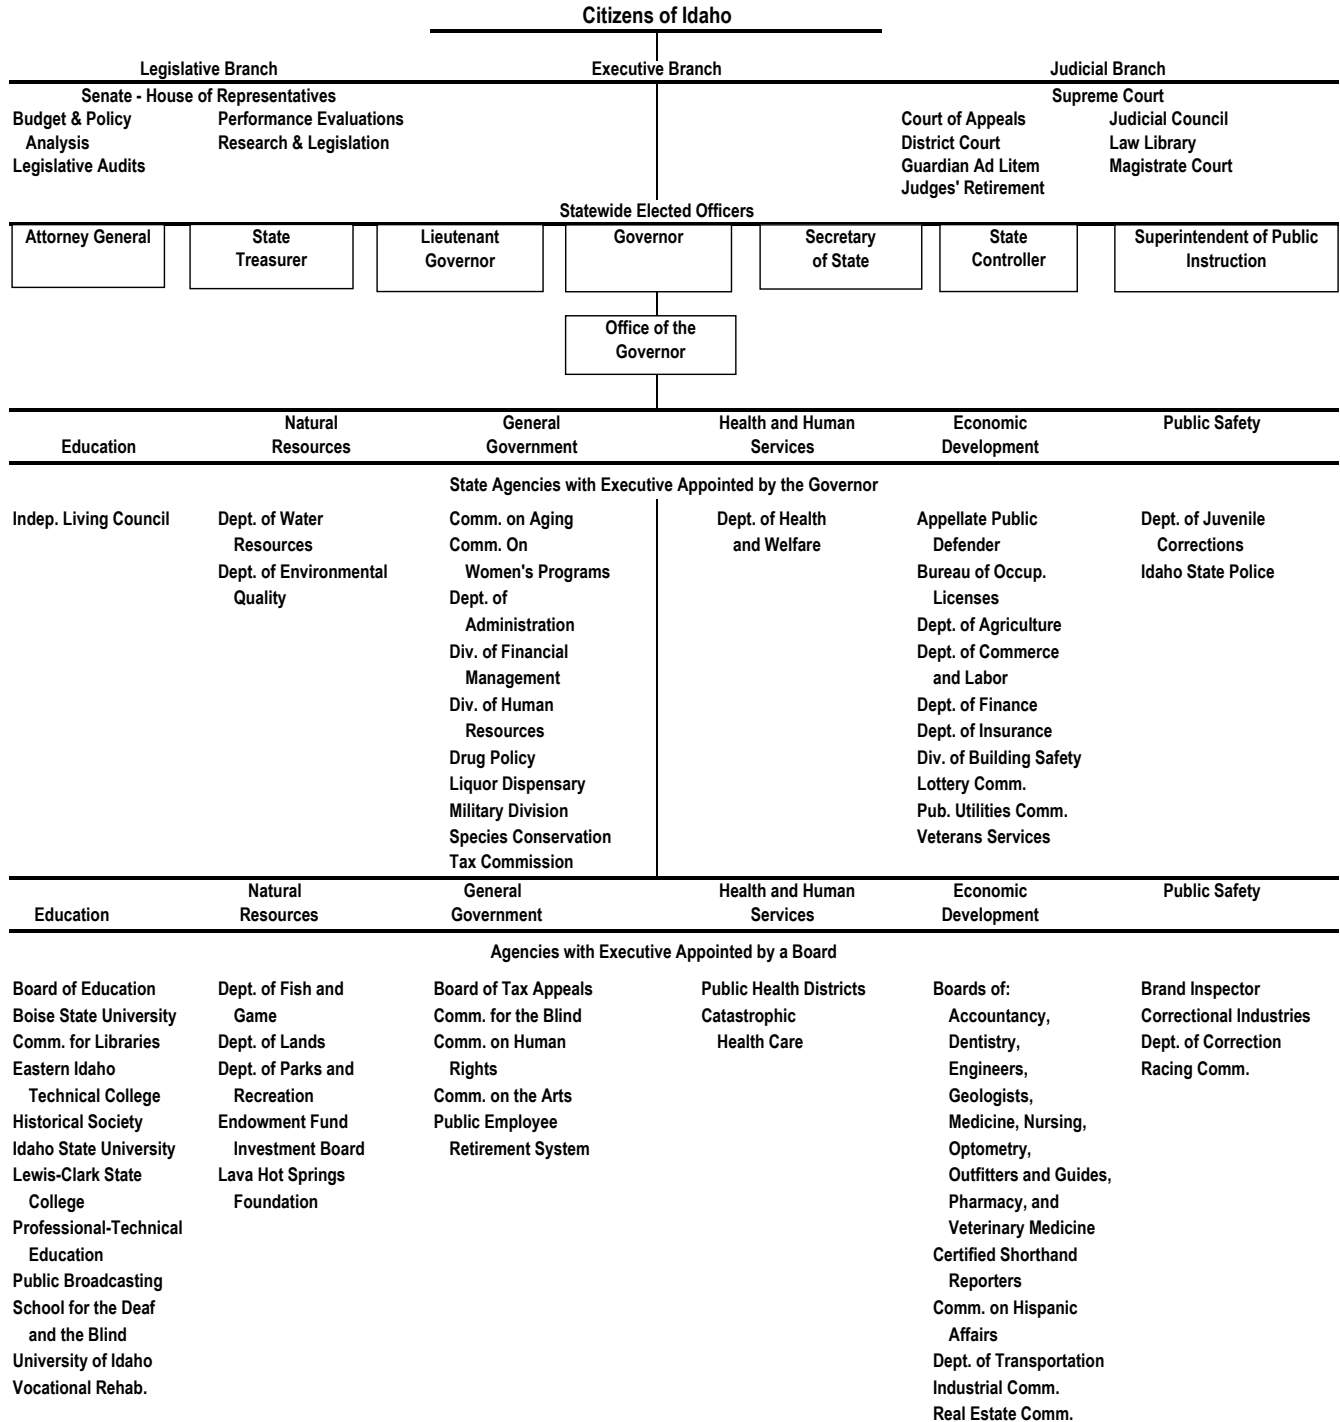 Citizens of Idaho
Legislative Branch
Executive Branch
Judicial Branch
Senate - House of Representatives
Budget & Policy
Analysis
Legislative Audits
Performance Evaluations
Research & Legislation
Supreme Court
Court of Appeals
District Court
Guardian Ad Litem
Judges' Retirement
Judicial Council
Law Library
Magistrate Court
Statewide Elected Officers
Attorney General
State
Treasurer
Lieutenant
Governor
Governor
Secretary
of State
State
Controller
Superintendent of Public
Instruction
Office of the
Governor
Education
Natural
Resources
General
Government
Health and Human
Services
Economic
Development
Public Safety
State Agencies with Executive Appointed by the Governor
Indep. Living Council
Dept. of Water
Resources
Dept. of Environmental
Quality
Comm. on Aging
Comm. On
Women's Programs
Dept. of
Administration
Div. of Financial
Management
Div. of Human
Resources
Drug Policy
Liquor Dispensary
Military Division
Species Conservation
Tax Commission
Dept. of Health
and Welfare
Appellate Public
Defender
Bureau of Occup.
Licenses
Dept. of Agriculture
Dept. of Commerce
and Labor
Dept. of Finance
Dept. of Insurance
Div. of Building Safety
Lottery Comm.
Pub. Utilities Comm.
Veterans Services
Dept. of Juvenile
Corrections
Idaho State Police
Education
Natural
Resources
General
Government
Health and Human
Services
Economic
Development
Public Safety
Agencies with Executive Appointed by a Board
Board of Education
Boise State University
Comm. for Libraries
Eastern Idaho
Technical College
Historical Society
Idaho State University
Lewis-Clark State
College
Professional-Technical
Education
Public Broadcasting
School for the Deaf
and the Blind
University of Idaho
Vocational Rehab.
Dept. of Fish and
Game
Dept. of Lands
Dept. of Parks and
Recreation
Endowment Fund
Investment Board
Lava Hot Springs
Foundation
Board of Tax Appeals
Comm. for the Blind
Comm. on Human
Rights
Comm. on the Arts
Public Employee
Retirement System
Public Health Districts
Catastrophic
Health Care
Boards of:
Accountancy,
Dentistry,
Engineers,
Geologists,
Medicine, Nursing,
Optometry,
Outfitters and Guides,
Pharmacy, and
Veterinary Medicine
Certified Shorthand
Reporters
Comm. on Hispanic
Affairs
Dept. of Transportation
Industrial Comm.
Real Estate Comm.
Brand Inspector
Correctional Industries
Dept. of Correction
Racing Comm.